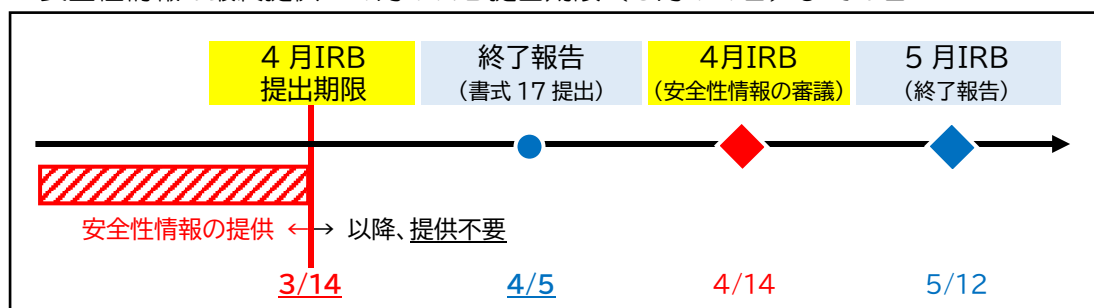 4月IRB
提出期限
終了報告
（書式17提出）
4月IRB
（安全性情報の審議）
5月IRB
（終了報告）
安全性情報の提供 ←→ 以降、提供不要
3/14
4/5
4/14
5/12